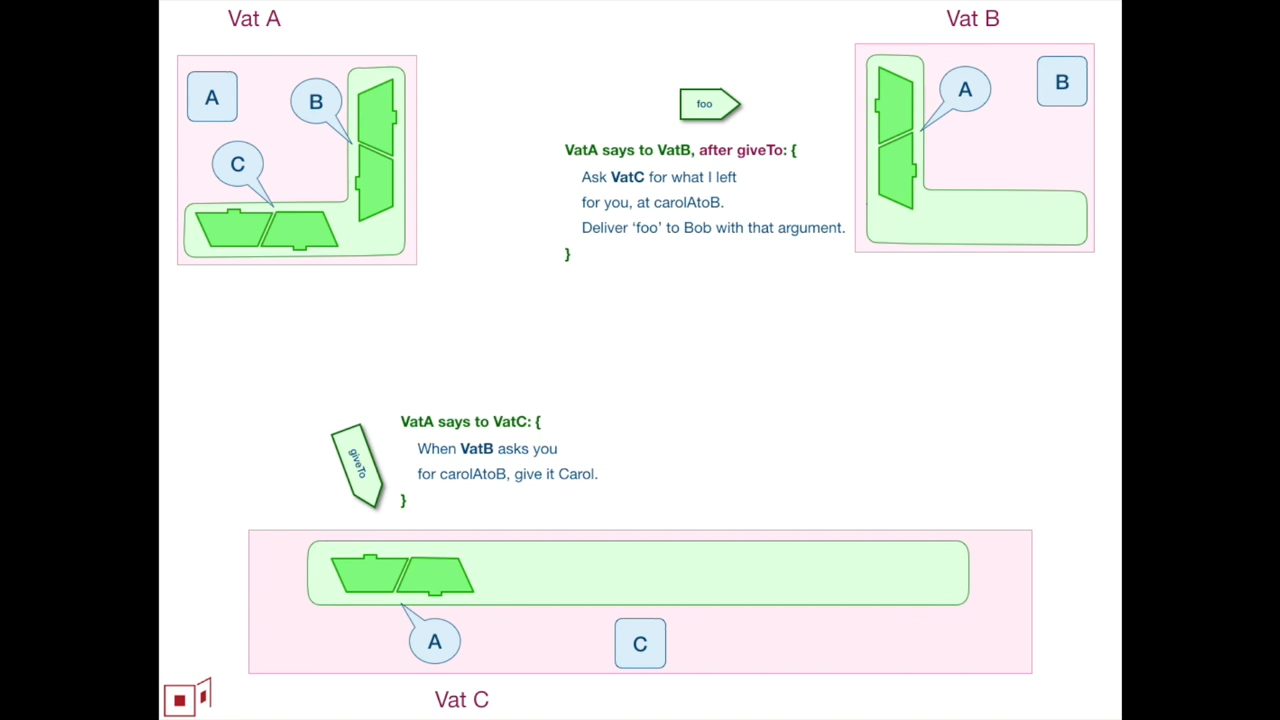 Vat A
Vat B
A
B
C
A
B
foo
VatA says to VatB, after giveTo: {
Ask VatC for what I left
for you, at carolAtoB.
Deliver ‘foo’ to Bob with that argument.
}
giveTo
VatA says to VatC: {
When VatB asks you
for carolAtoB, give it Carol.
}
A
C
Vat C